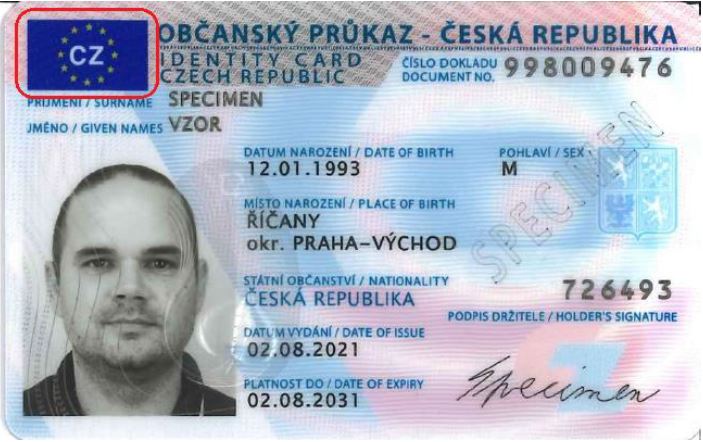 CZ
OBČANSKÝ PRŮKAZ - ČESKÁ REPUBLIKA
IDENTITY CARD
CZECH REPUBLIC
ČÍSLO DOKLADU
DOCUMENT NO. 998009476
PŘÍJMENÍ / SURNAME SPECIMEN
JMÉNO / GIVEN NAMES VZOR
DATUM NAROZENÍ / DATE OF BIRTH
12.01.1993
POHLAVÍ / SEX
M
SPECIMEN
MÍSTO NAROZENÍ / PLACE OF BIRTH
ŘÍČANY
okr. PRAHA–VÝCHOD
STÁTNÍ OBČANSTVÍ / NATIONALITY
ČESKÁ REPUBLIKA
726493
PODPIS DRŽITELE / HOLDER'S SIGNATURE
DATUM VYDÁNÍ / DATE OF ISSUE
02.08.2021
PLATNOST DO / DATE OF EXPIRY
02.08.2031
Specimen